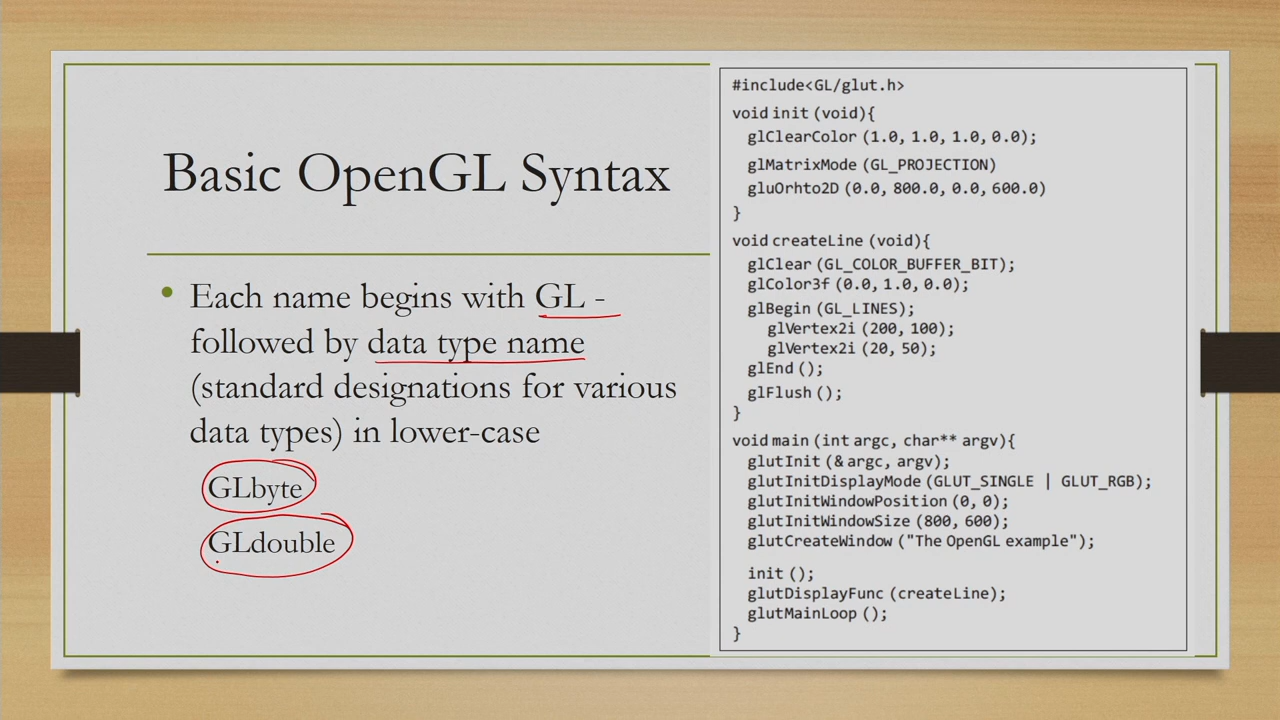 Basic OpenGL Syntax
• Each name begins with GL -
followed by data type name
(standard designations for various
data types) in lower-case
GLbyte
GLdouble
#include<GL/glut.h>
void init (void){
glClearColor (1.0, 1.0, 1.0, 0.0);
glMatrixMode (GL_PROJECTION)
gluOrhto2D (0.0, 800.0, 0.0, 600.0)
}
void createLine (void){
glClear (GL_COLOR_BUFFER_BIT);
glColor3f (0.0, 1.0, 0.0);
glBegin (GL_LINES);
glVertex2i (200, 100);
glVertex2i (20, 50);
glEnd ();
glFlush ();
}
void main (int argc, char** argv){
glutInit (& argc, argv);
glutInitDisplayMode (GLUT_SINGLE | GLUT_RGB);
glutInitWindowPosition (0, 0);
glutInitWindowSize (800, 600);
glutCreateWindow ("The OpenGL example");
init ();
glutDisplayFunc (createLine);
glutMainLoop ();
}